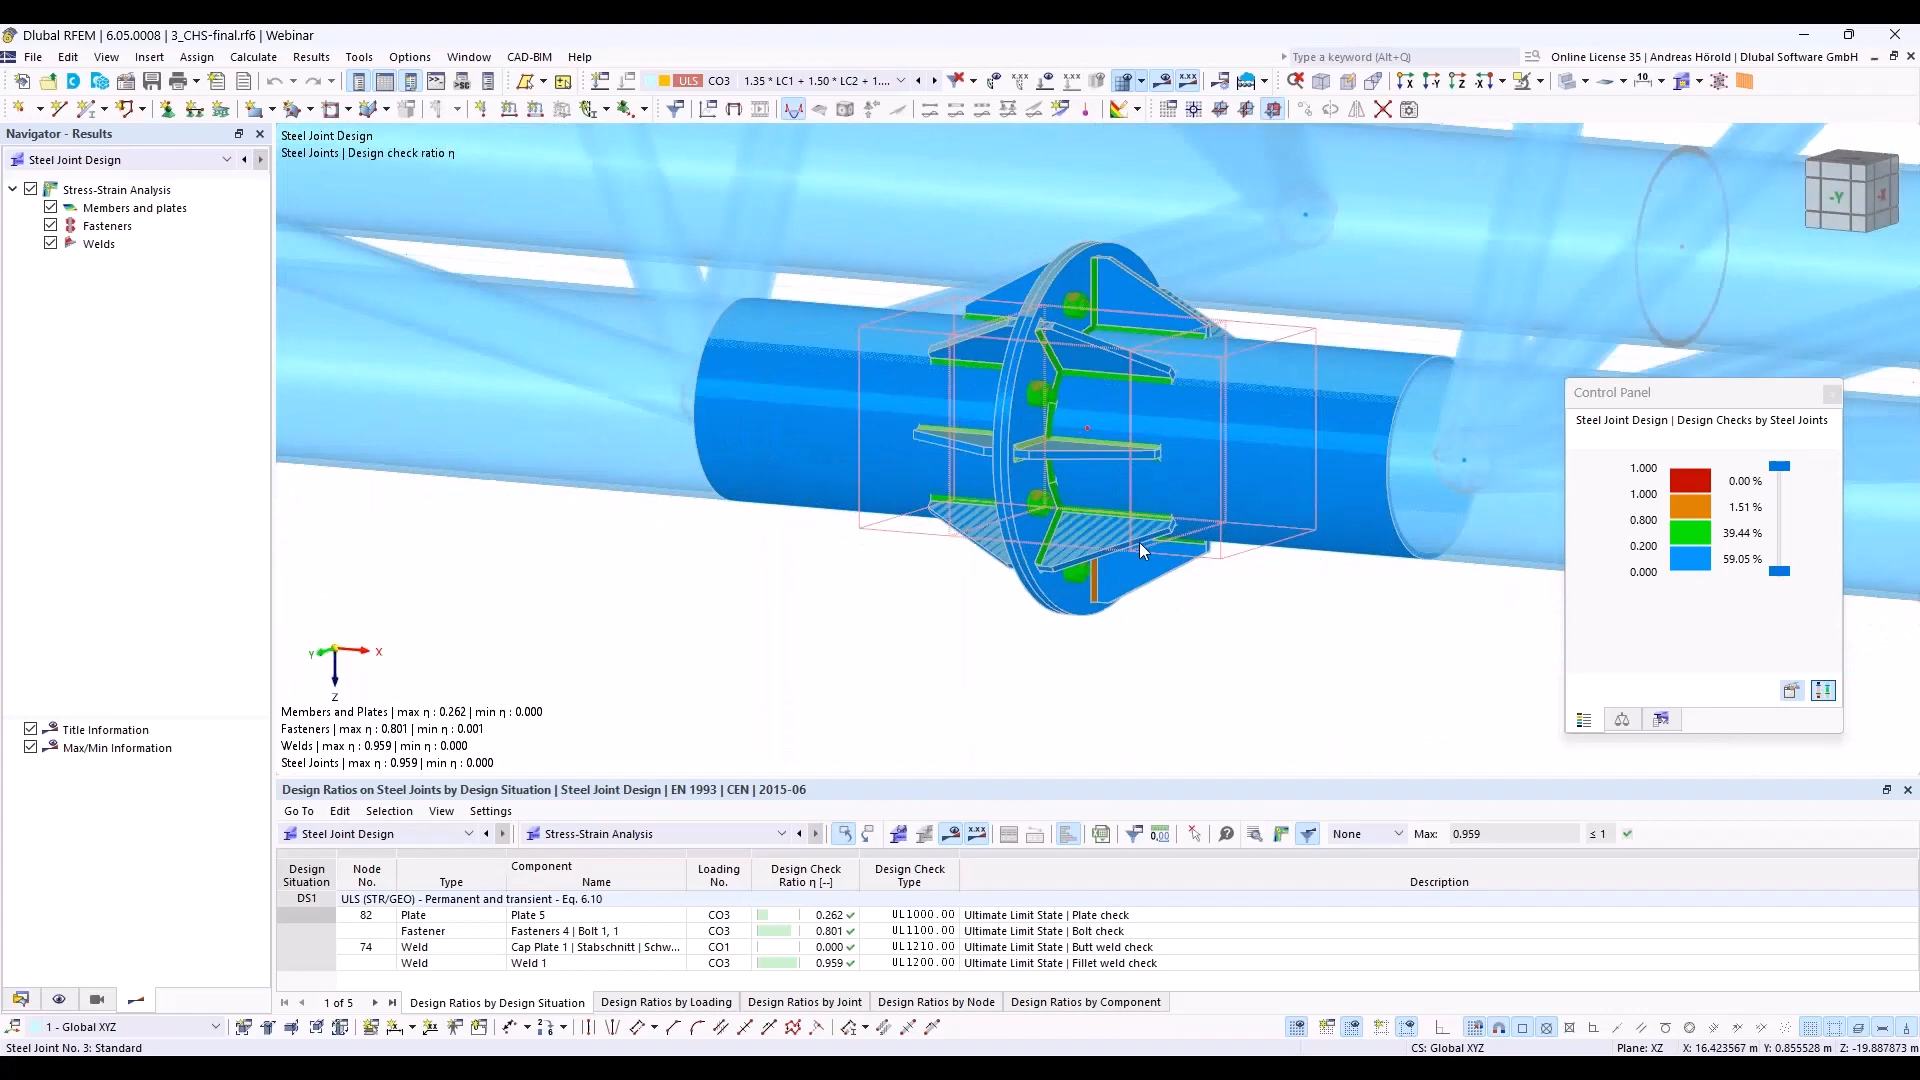 Dlubal RFEM | 6.05.0008 | 3_CHS-final.rf6 | Webinar
File Edit View Insert Assign Calculate Results Tools Options Window CAD-BIM Help
Type a keyword (Alt+Q)
Online License 35 | Andreas Hörold | Dlubal Software GmbH
ULS CO3 1.35 * LC1 + 1.50 * LC2 + 1....
Navigator - Results
Steel Joint Design
Stress-Strain Analysis
Members and plates
Fasteners
Welds
Title Information
Max/Min Information
Steel Joint Design
Steel Joints | Design check ratio η
-Y
-X
Control Panel
Steel Joint Design | Design Checks by Steel Joints
1.000
0.00 %
1.000
1.51 %
0.800
39.44 %
0.200
59.05 %
0.000
Y
X
Z
Members and Plates | max η : 0.262 | min η : 0.000
Fasteners | max η : 0.801 | min η : 0.001
Welds | max η : 0.959 | min η : 0.000
Steel Joints | max η : 0.959 | min η : 0.000
Design Ratios on Steel Joints by Design Situation | Steel Joint Design | EN 1993 | CEN | 2015-06
Go To Edit Selection View Settings
Steel Joint Design
Stress-Strain Analysis
None
Max: 0.959 ≤ 1
Design Situation
Node No.
Component
Type
Name
Loading No.
Design Check Ratio η [--]
Design Check Type
Description
DS1 ULS (STR/GEO) - Permanent and transient - Eq. 6.10
82 Plate Plate 5 CO3 0.262 UL1000.00 Ultimate Limit State | Plate check
Fastener Fasteners 4 | Bolt 1, 1 CO3 0.801 UL1100.00 Ultimate Limit State | Bolt check
74 Weld Cap Plate 1 | Stabschnitt | Schw... CO1 0.000 UL1210.00 Ultimate Limit State | Butt weld check
Weld Weld 1 CO3 0.959 UL1200.00 Ultimate Limit State | Fillet weld check
1 of 5
Design Ratios by Design Situation
Design Ratios by Loading
Design Ratios by Joint
Design Ratios by Node
Design Ratios by Component
1 - Global XYZ
Steel Joint No. 3: Standard
CS: Global XYZ
Plane: XZ
X: 16.423567 m Y: 0.855528 m Z: -19.887873 m